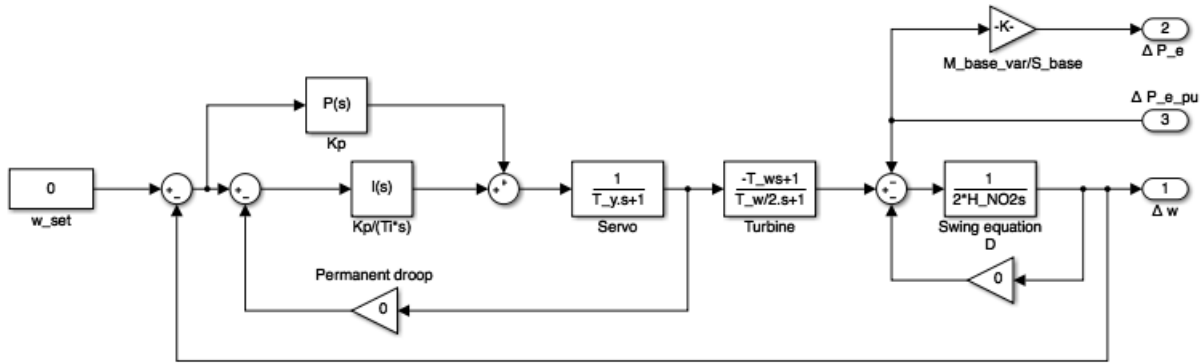 -K-
2
M_base_var/S_base
Δ P_e
Δ P_e_pu
3
P(s)
Kp
0
w_set
+
-
+
-
I(s)
Kp/(Ti*s)
+
+
1
T_y.s+1
Servo
-T_ws+1
T_w/2.s+1
Turbine
-
+
-
1
2*H_NO2s
Swing equation
D
1
Δ w
0
Permanent droop
0